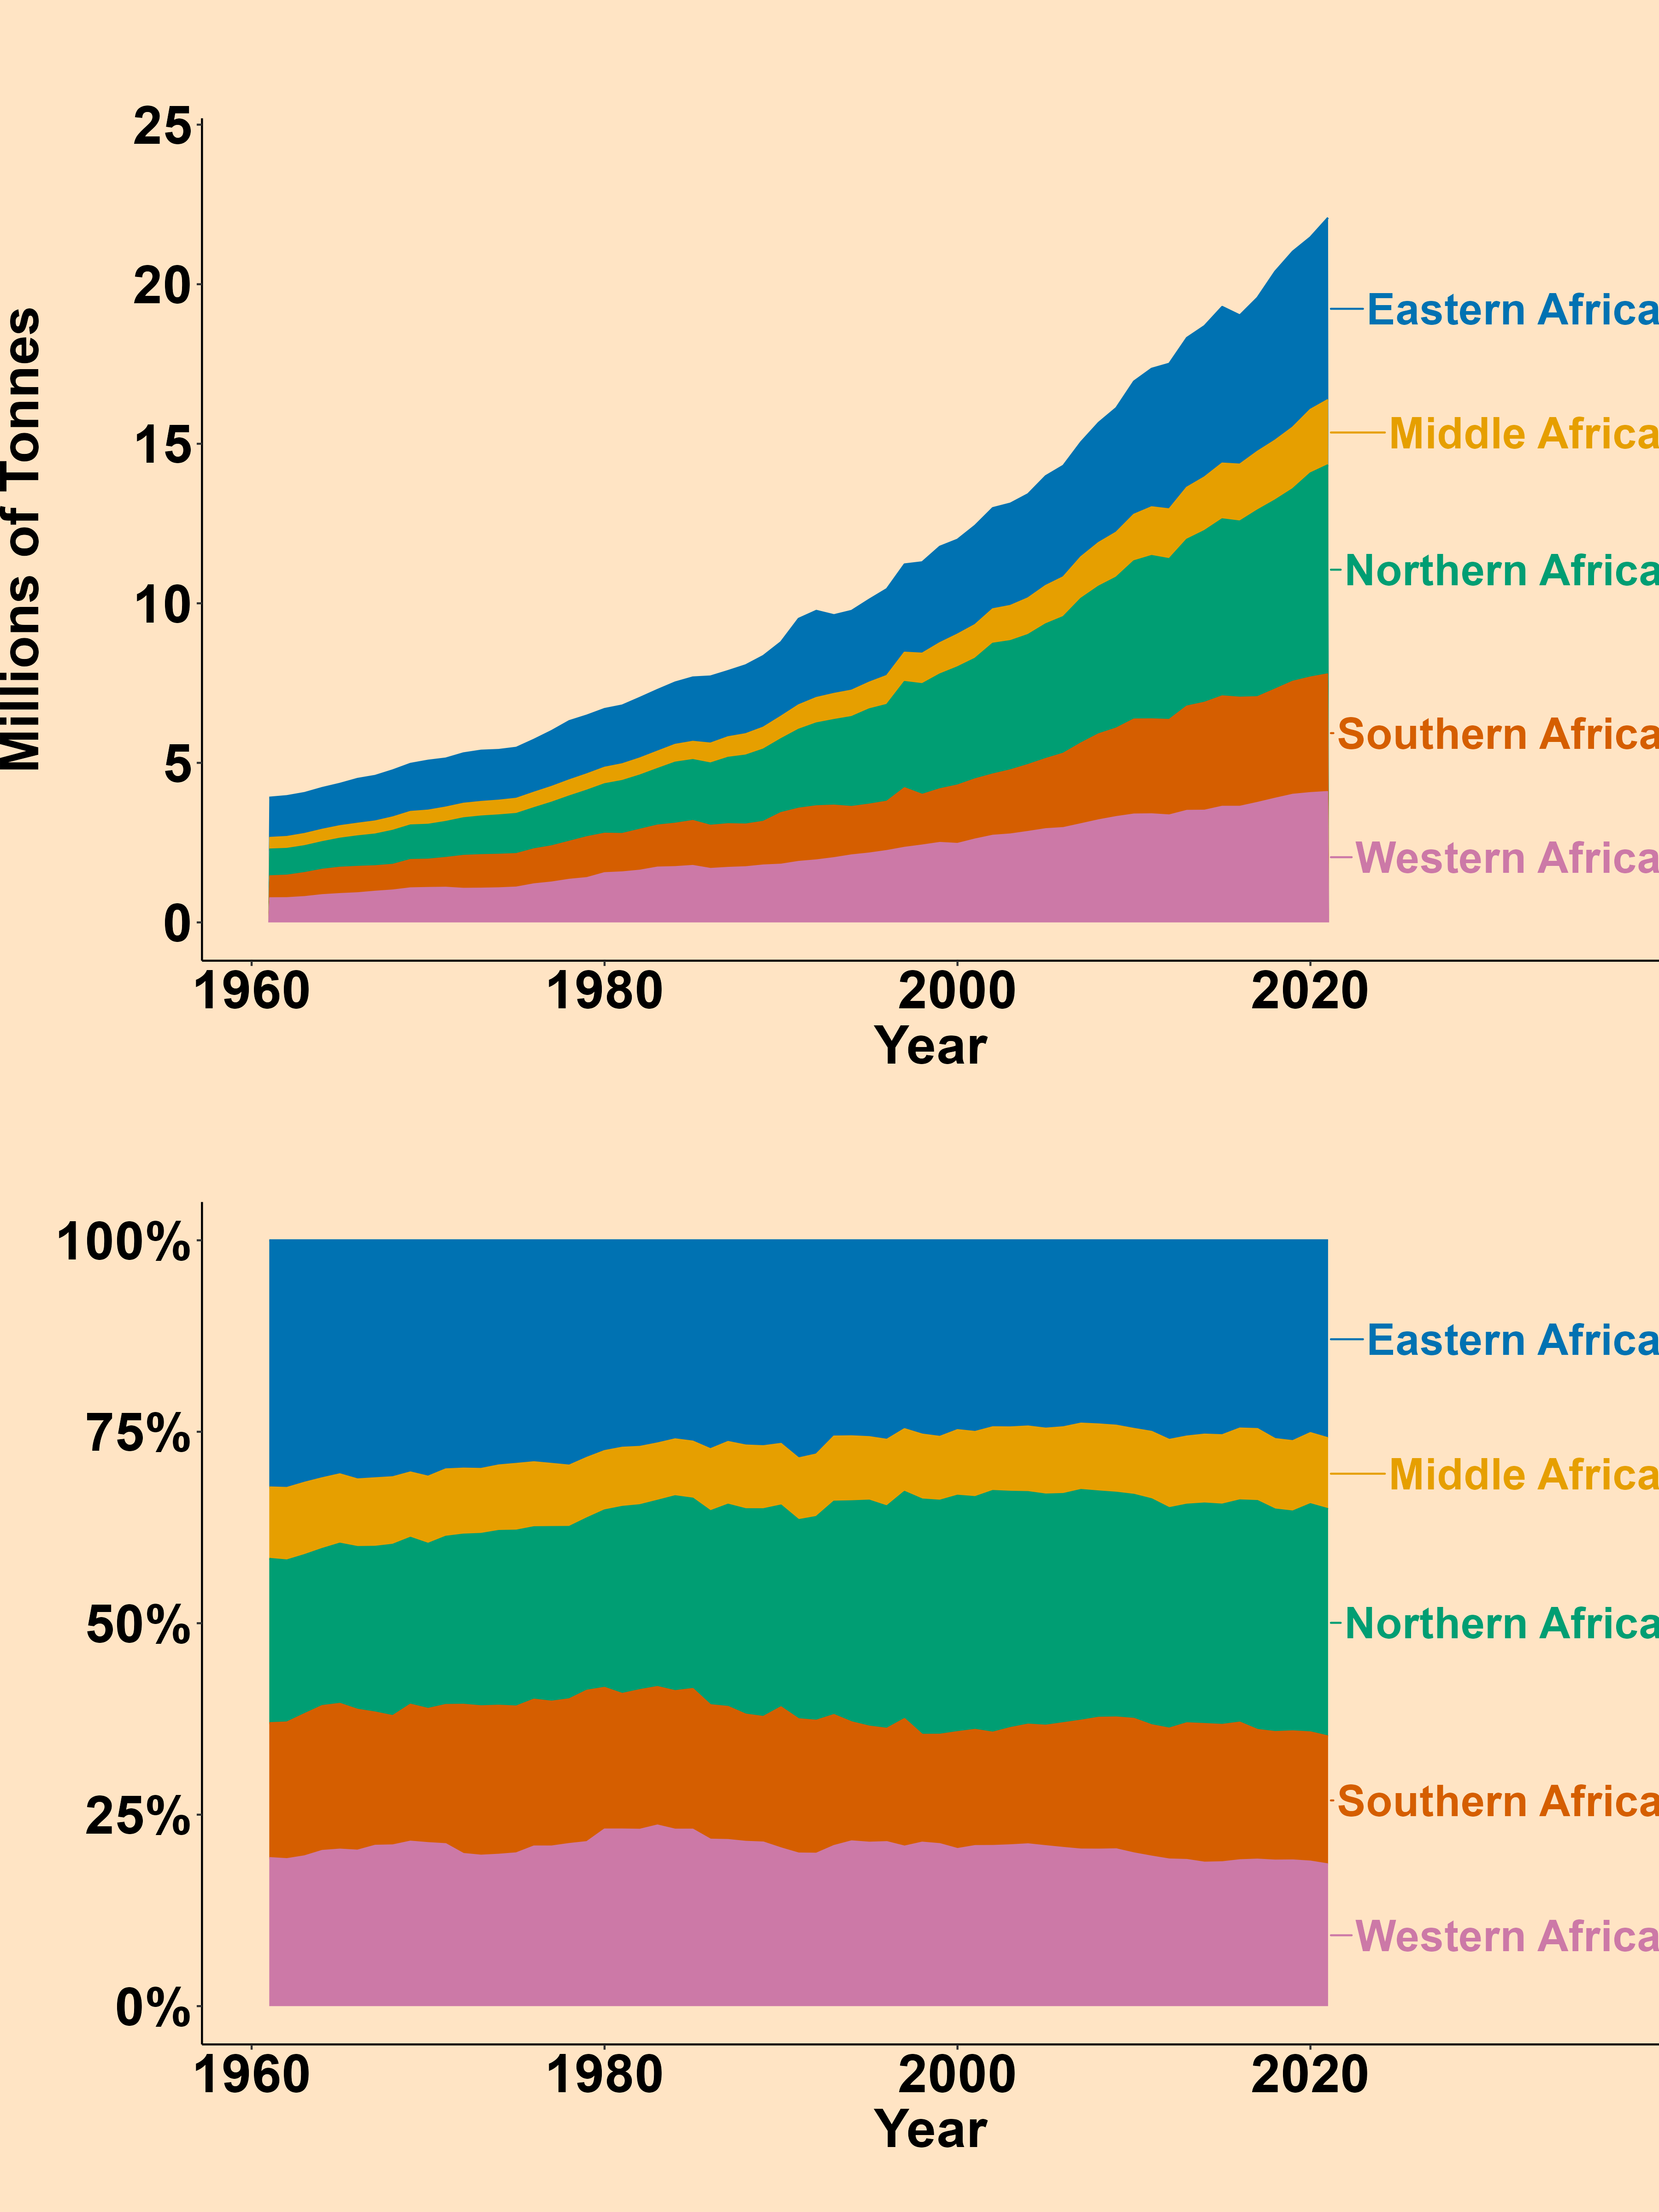 Millions of Tonnes
25
20
15
10
5
0
Eastern Africa
Middle Africa
Northern Africa
Southern Africa
Western Africa
1960 1980 2000 2020
Year
100%
75%
50%
25%
0%
Eastern Africa
Middle Africa
Northern Africa
Southern Africa
Western Africa
1960 1980 2000 2020
Year